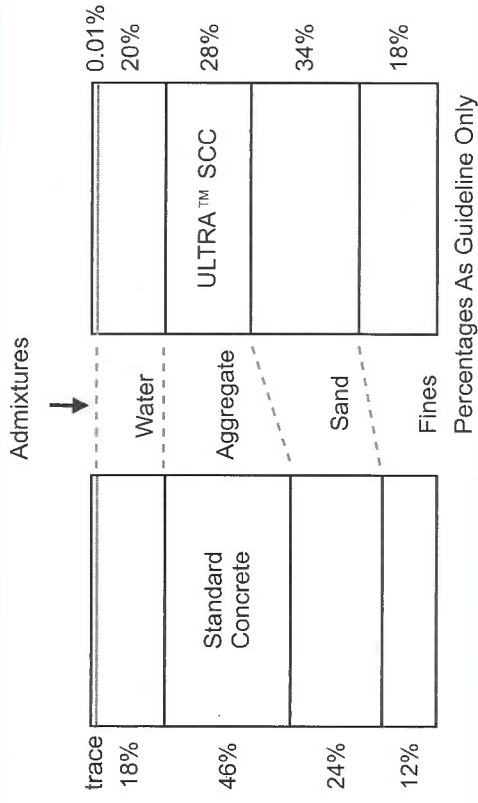 Admixtures
trace
18%
46%
24%
12%
Standard
Concrete
Water
Aggregate
Sand
Fines
ULTRA™ SCC
0.01%
20%
28%
34%
18%
Percentages As Guideline Only